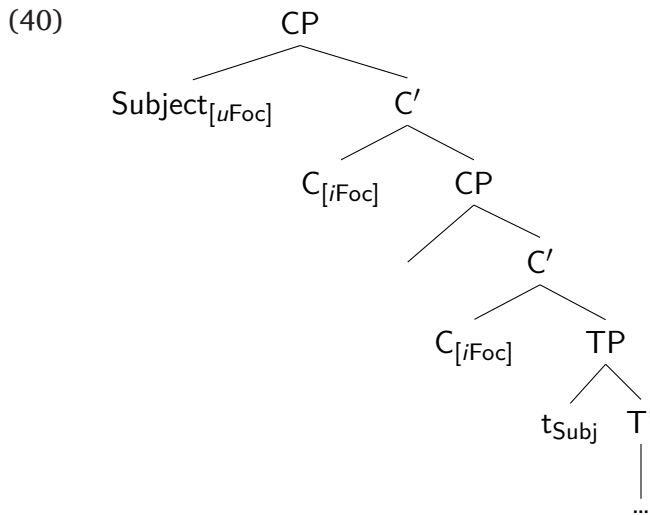 (40)
CP
Subject[uFoc] C′
C[iFoc] CP
C′
C[iFoc] TP
tSubj T′
...